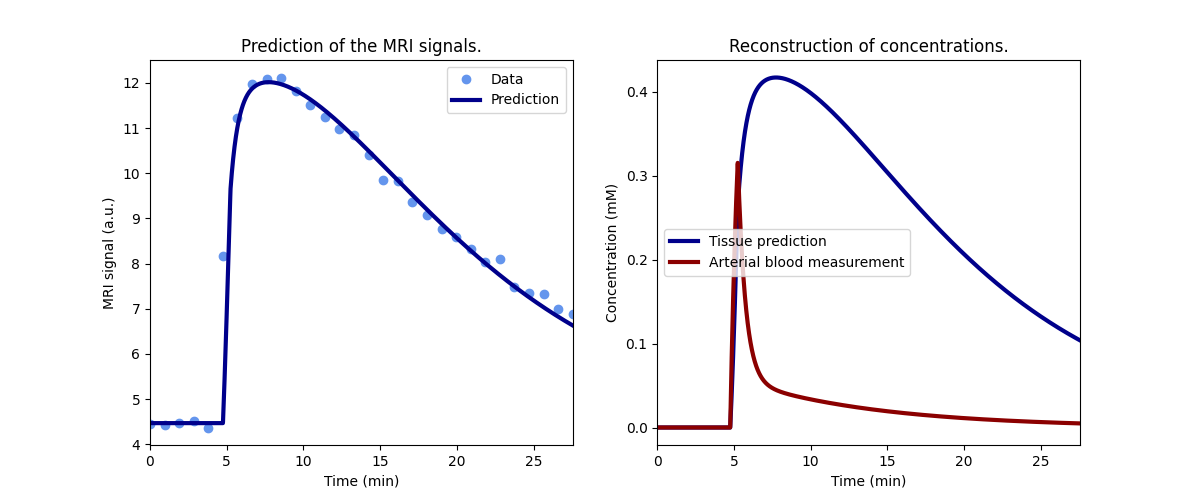 Prediction of the MRI signals.
12
11
10
9
8
7
6
5
4
0
5
10
15
20
25
MRI signal (a.u.)
Time (min)
Data
Prediction
Reconstruction of concentrations.
0.4
0.3
0.2
0.1
0.0
0
5
10
15
20
25
Concentration (mM)
Time (min)
Tissue prediction
Arterial blood measurement